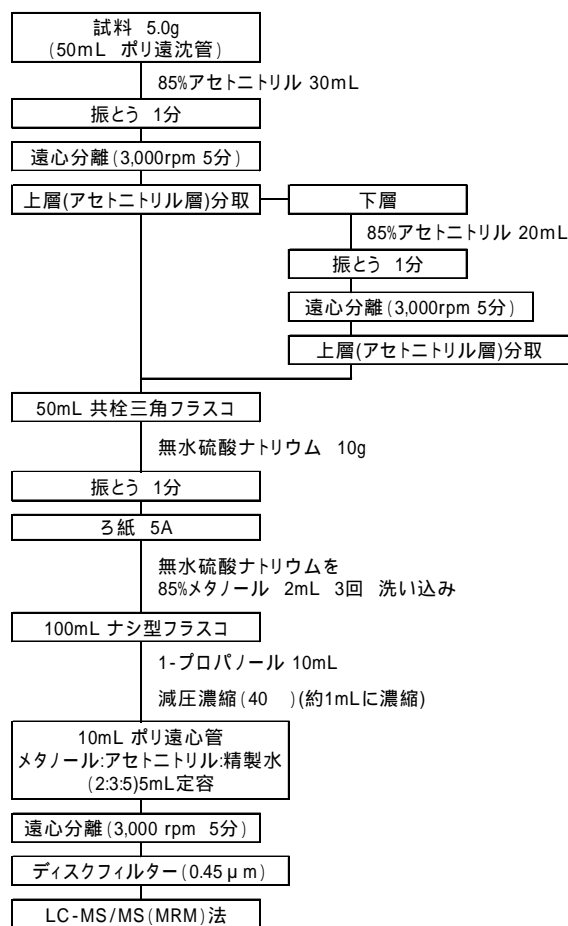 試料 5.0g
(50mL ポリ遠沈管)
85%アセトニトリル 30mL
振とう 1分
遠心分離(3,000rpm 5分)
上層(アセトニトリル層)分取
下層
85%アセトニトリル 20mL
振とう 1分
遠心分離(3,000rpm 5分)
上層(アセトニトリル層)分取
50mL 共栓三角フラスコ
無水硫酸ナトリウム 10g
振とう 1分
ろ紙 5A
無水硫酸ナトリウムを
85%メタノール 2mL 3回 洗い込み
100mL ナシ型フラスコ
1-プロパノール 10mL
減圧濃縮(40 )(約1mLに濃縮)
10mL ポリ遠心管
メタノール:アセトニトリル:精製水
(2:3:5)5mL定容
遠心分離(3,000 rpm 5分)
ディスクフィルター(0.45μm)
LC-MS/MS(MRM)法